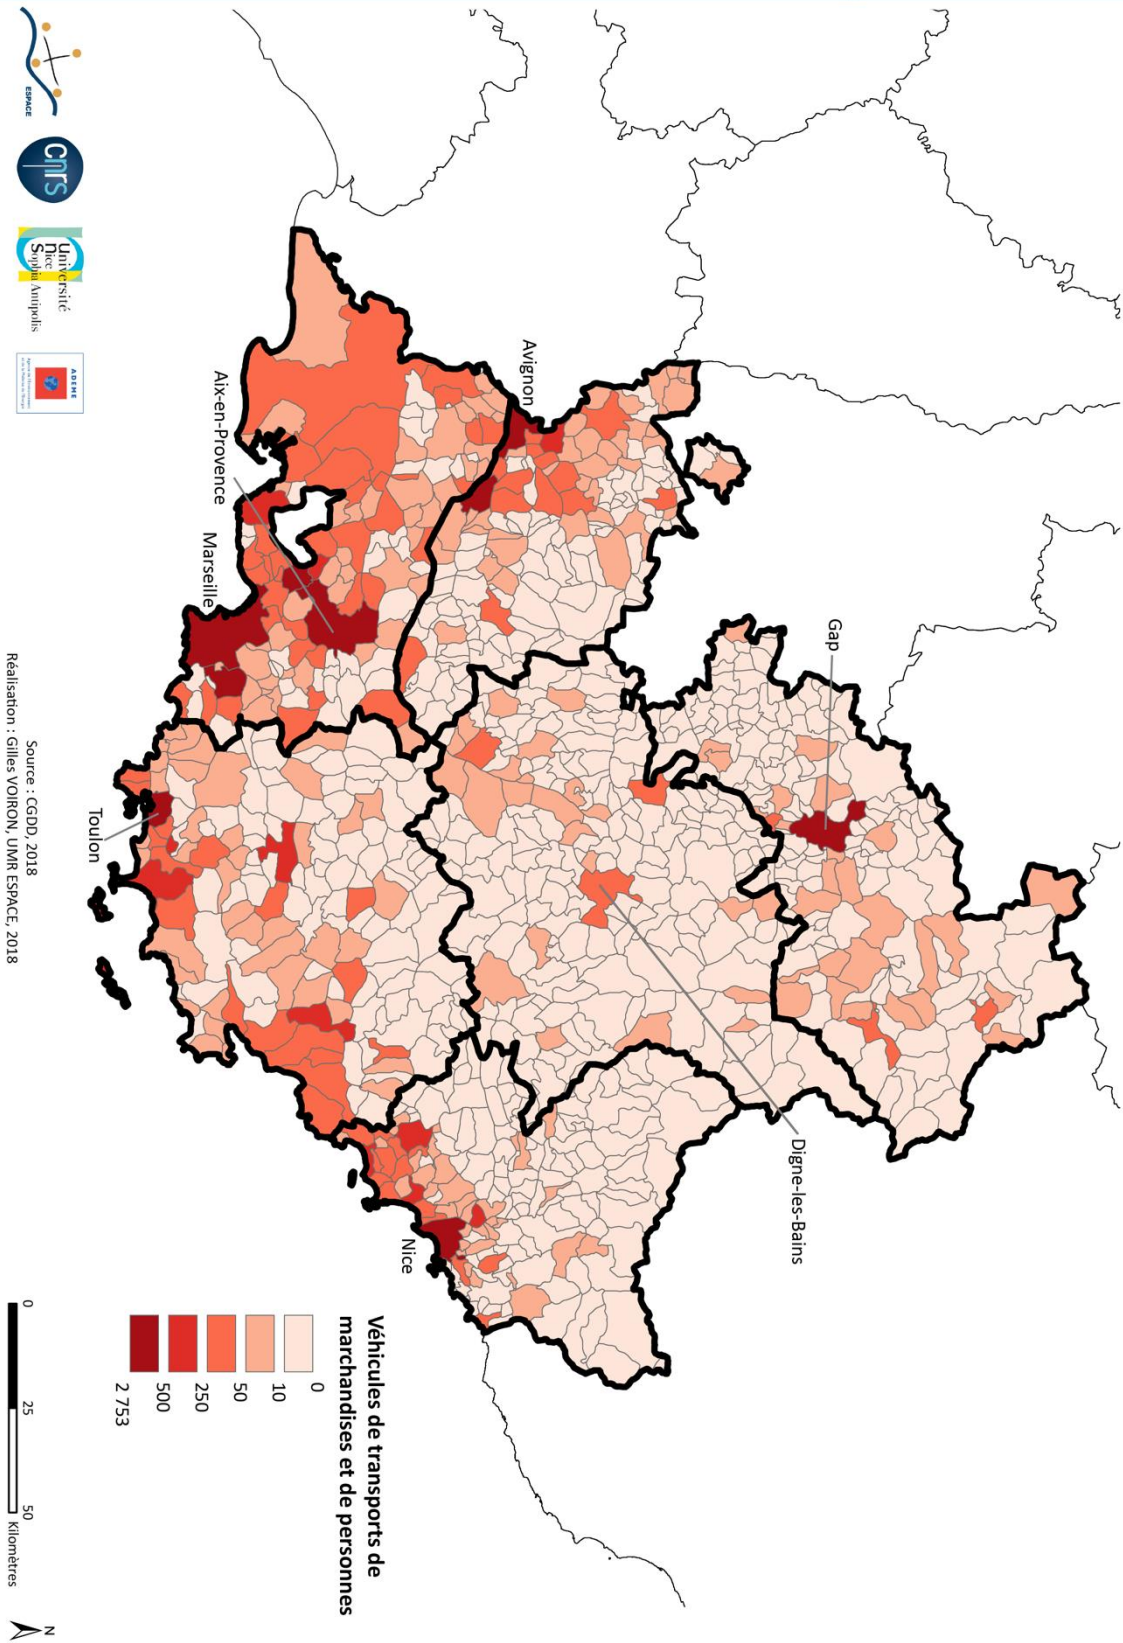 Gap
Digne-les-Bains
Avignon
Aix-en-Provence
Marseille
Toulon
Nice
Véhicules de transports de
marchandises et de personnes
0
10
50
250
500
2 753
0 25 50
Kilomètres
N
ESPACE
cnrs
Université
nice
Sophia Antipolis
ADEME
Source : CGDD, 2018
Réalisation : Gilles VOIRON, UMR ESPACE, 2018